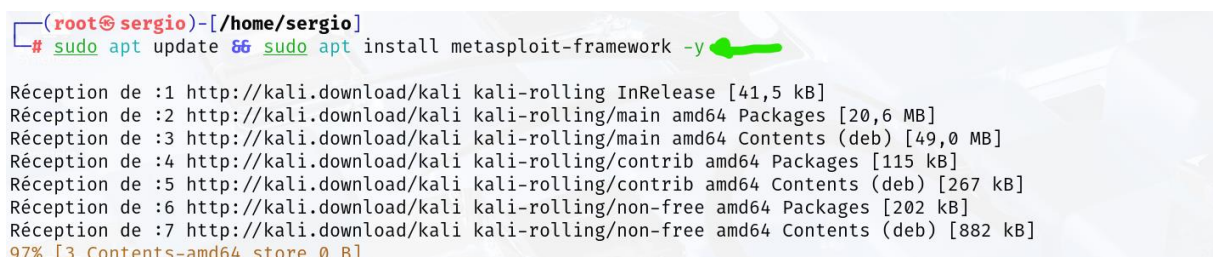 ┌──(root㉿sergio)-[/home/sergio]
└─# sudo apt update && sudo apt install metasploit-framework -y
Réception de :1 http://kali.download/kali kali-rolling InRelease [41,5 kB]
Réception de :2 http://kali.download/kali kali-rolling/main amd64 Packages [20,6 MB]
Réception de :3 http://kali.download/kali kali-rolling/main amd64 Contents (deb) [49,0 MB]
Réception de :4 http://kali.download/kali kali-rolling/contrib amd64 Packages [115 kB]
Réception de :5 http://kali.download/kali kali-rolling/contrib amd64 Contents (deb) [267 kB]
Réception de :6 http://kali.download/kali kali-rolling/non-free amd64 Packages [202 kB]
Réception de :7 http://kali.download/kali kali-rolling/non-free amd64 Contents (deb) [882 kB]
97% [3 Contents-amd64 store 0 B]